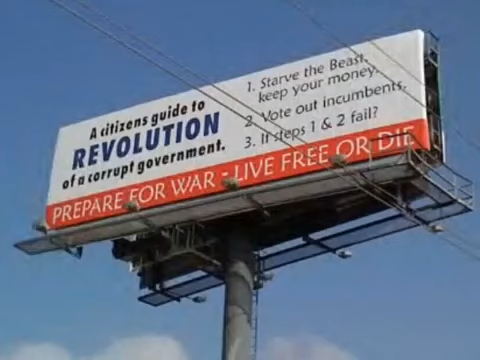 A citizens guide to
REVOLUTION
of a corrupt government.
1. Starve the Beast,
keep your money.
2. Vote out incumbents.
3. If steps 1 & 2 fail?
PREPARE FOR WAR - LIVE FREE OR DIE